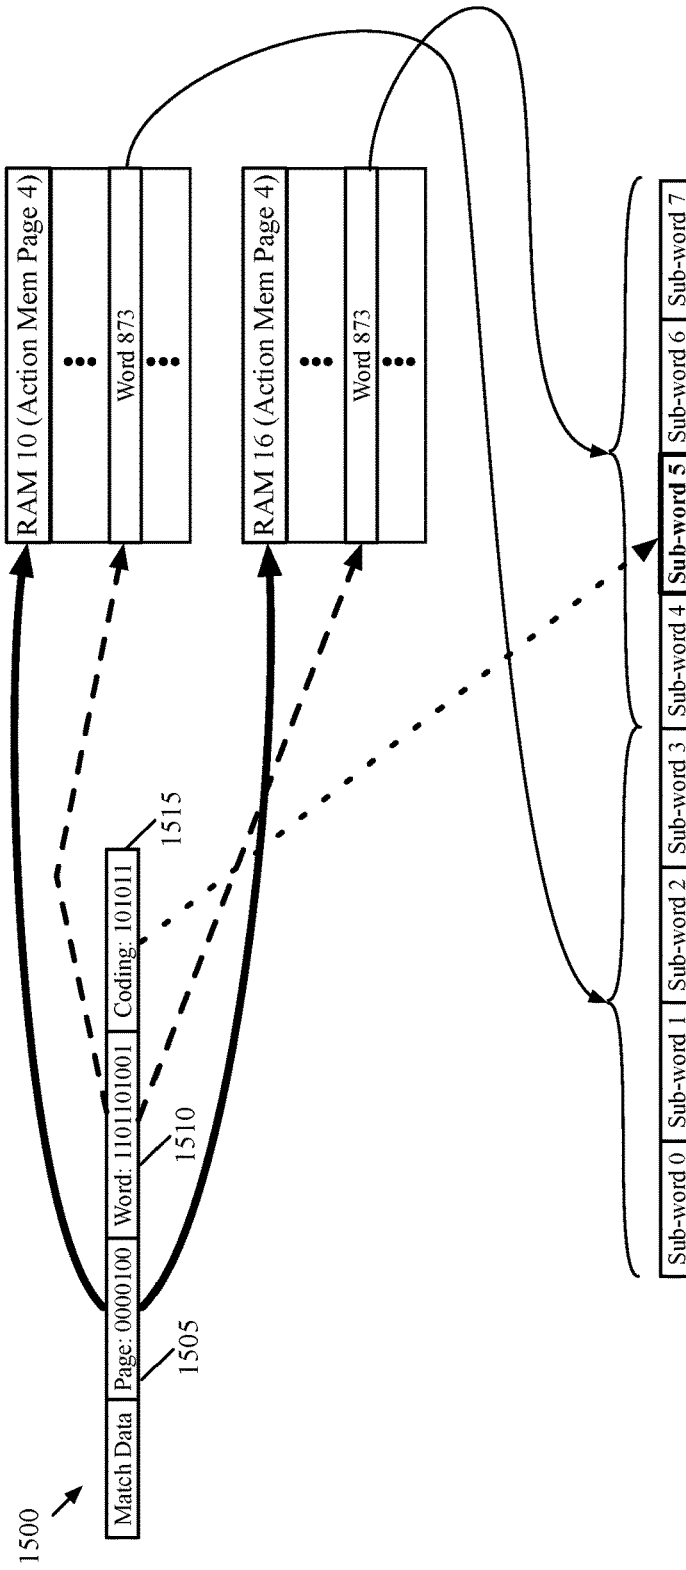 1500
Match Data
Page: 0000100
Word: 1101101001
Coding: 101011
1505
1510
1515
RAM 10 (Action Mem Page 4)
•••
Word 873
•••
RAM 16 (Action Mem Page 4)
•••
Word 873
•••
Sub-word 0
Sub-word 1
Sub-word 2
Sub-word 3
Sub-word 4
Sub-word 5
Sub-word 6
Sub-word 7